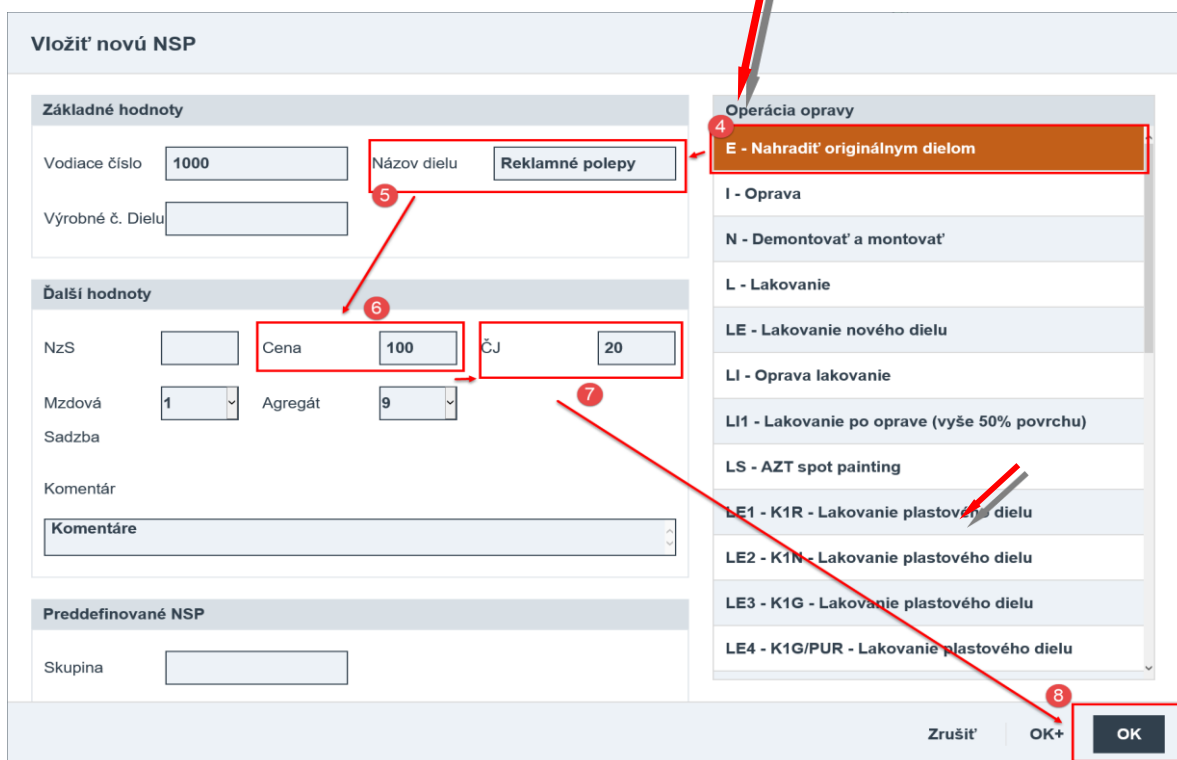 Vložiť novú NSP
Základné hodnoty
Vodiace číslo 1000 Názov dielu Reklamné polepy
5
Výrobné č. Dielu
Ďalší hodnoty
6
NzS Cena 100 ČJ 20
7
Mzdová 1 Agregát 9
Sadzba
Komentár
Komentáre
Preddefinované NSP
Skupina
Operácia opravy
4
E - Nahradiť originálnym dielom
I - Oprava
N - Demontovať a montovať
L - Lakovanie
LE - Lakovanie nového dielu
LI - Oprava lakovanie
LI1 - Lakovanie po oprave (vyše 50% povrchu)
LS - AZT spot painting
LE1 - K1R - Lakovanie plastového dielu
LE2 - K1N - Lakovanie plastového dielu
LE3 - K1G - Lakovanie plastového dielu
LE4 - K1G/PUR - Lakovanie plastového dielu
8
Zrušiť OK+ OK